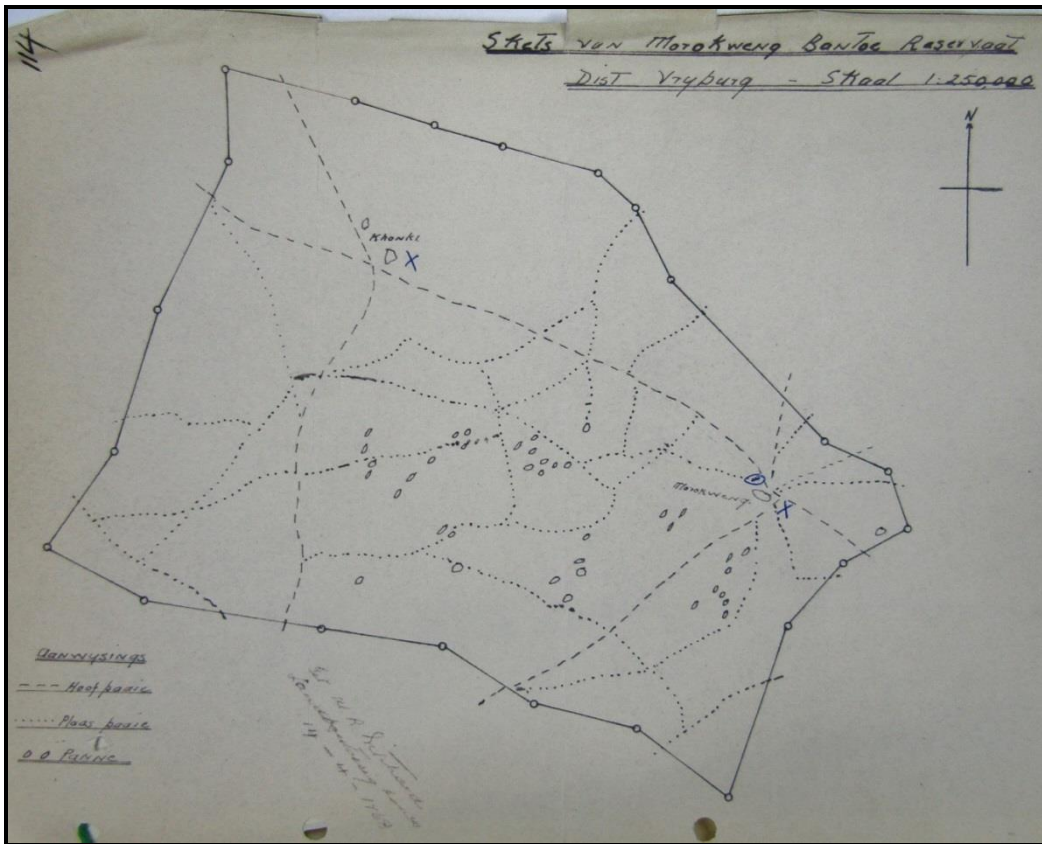 114
Skets van Morokweng Bantoe Reservaat
Dist Vryburg - Skaal 1:250,000
N
Khonke
X
Morokweng
X
Aanwysings
Hoof paaie
Plaas paaie
Panne